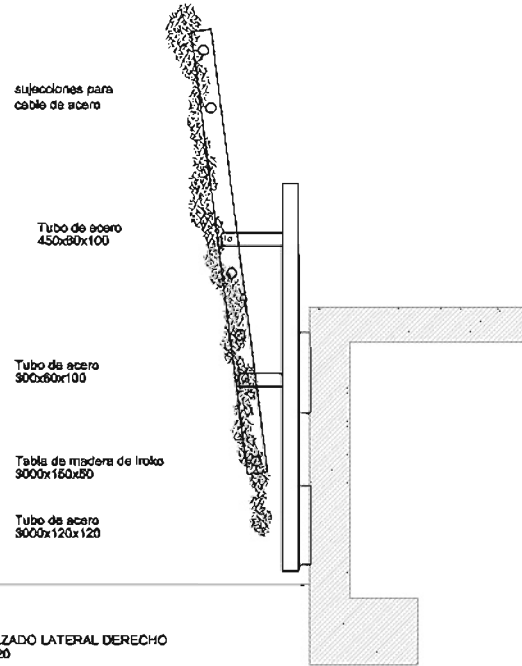 sujecciones para
cable de acero
Tubo de acero
450x80x100
Tubo de acero
300x60x100
Tabla de madera de Iroko
3000x150x50
Tubo de acero
3000x120x120
ZADO LATERAL DERECHO
20